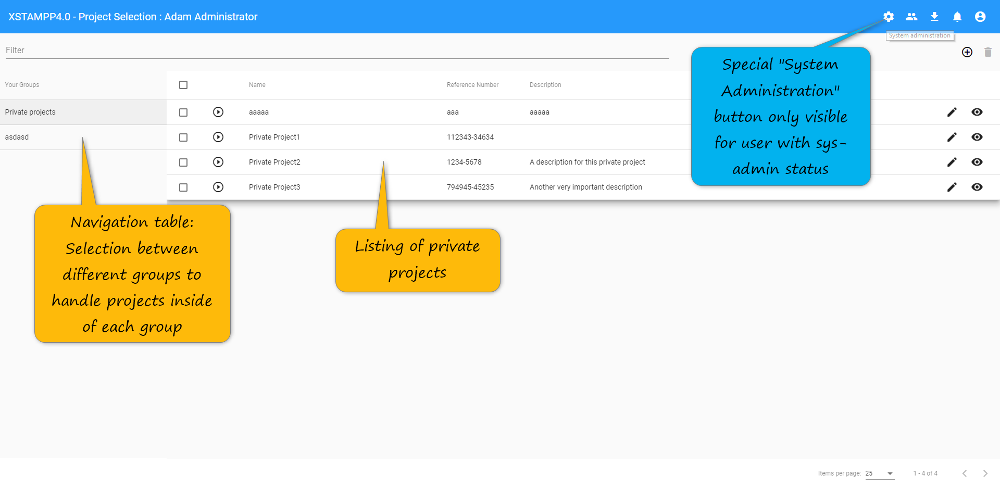 XSTAMPP4.0 - Project Selection : Adam Administrator
System administration
Filter
Your Groups
Private projects
asdasd
Name Reference Number Description
aaaaa aaa aaaaa
Private Project1 112343-34634
Private Project2 1234-5678 A description for this private project
Private Project3 794945-45235 Another very important description
Special "System
Administration"
button only visible
for user with sys-
admin status
Navigation table:
Selection between
different groups to
handle projects inside
of each group
Listing of private
projects
Items per page: 25 1 - 4 of 4